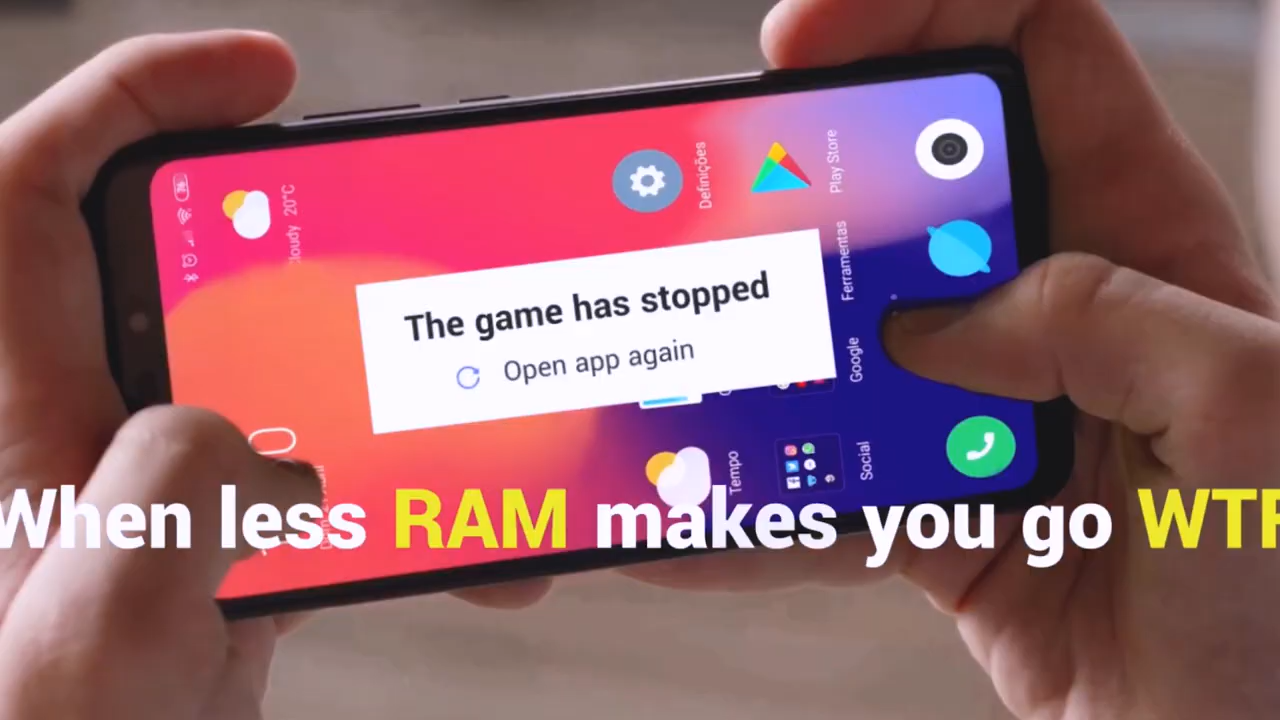 Cloudy 20°C
Definições
Play Store
Ferramentas
The game has stopped
Open app again
Google
Tempo
Social
When less RAM makes you go WTF